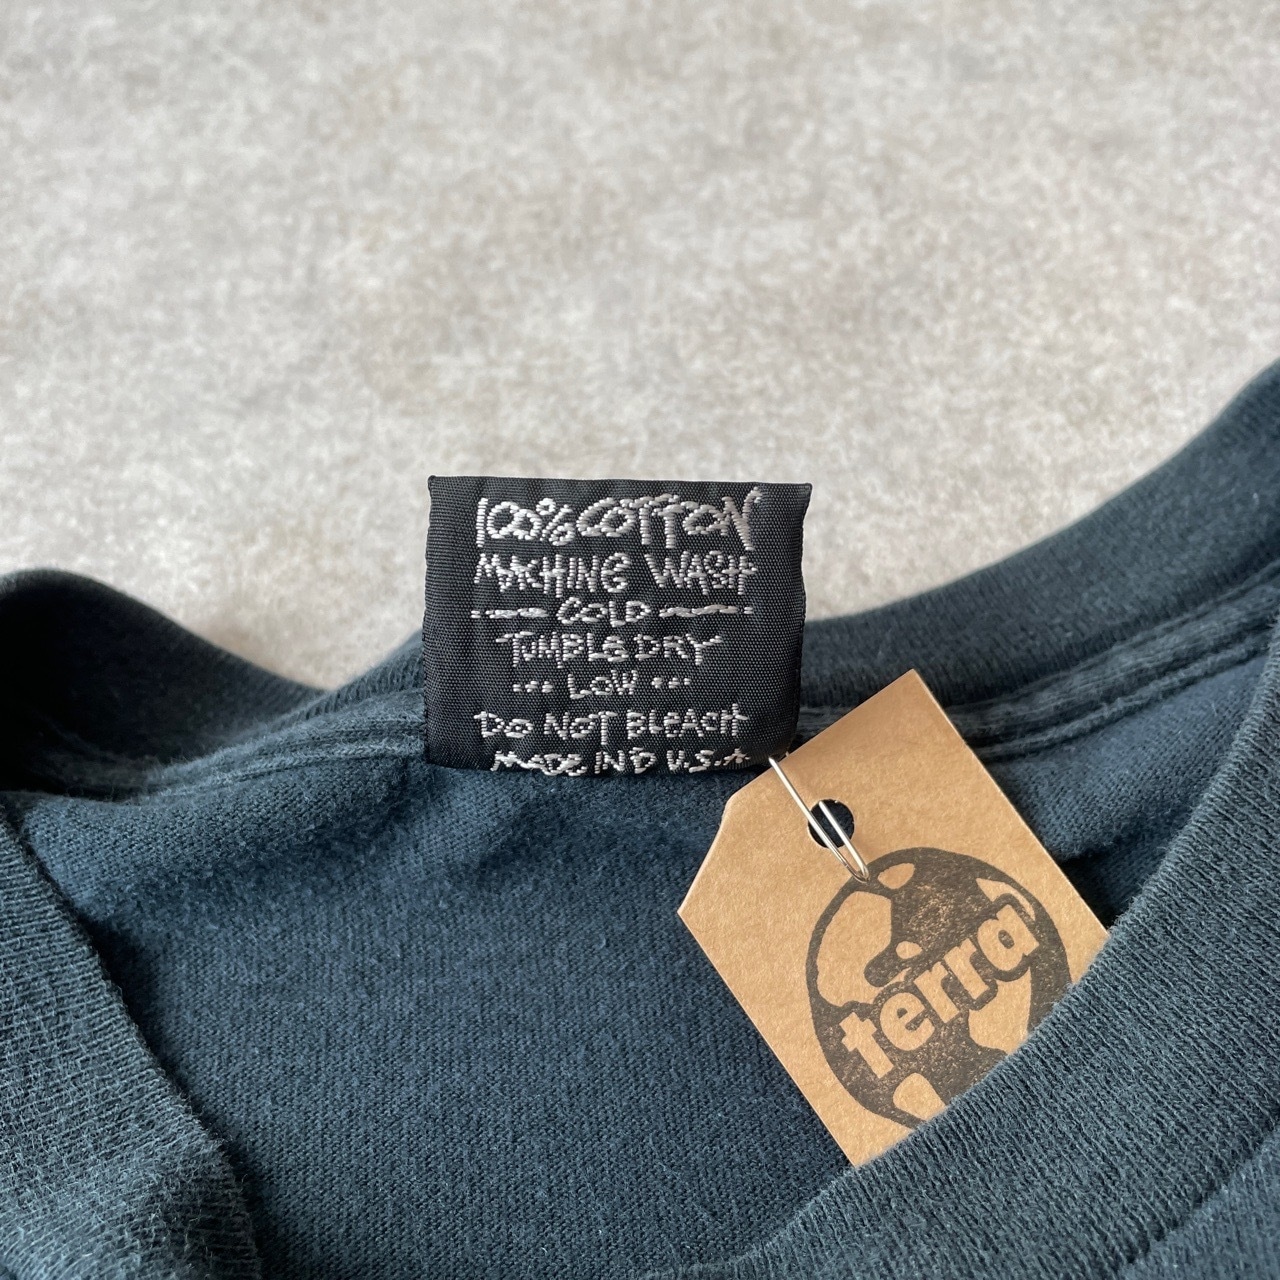 100% COTTON
MACHINE WASH
COLD
TUMBLE DRY
LOW
DO NOT BLEACH
MADE IN U.S.A
terra